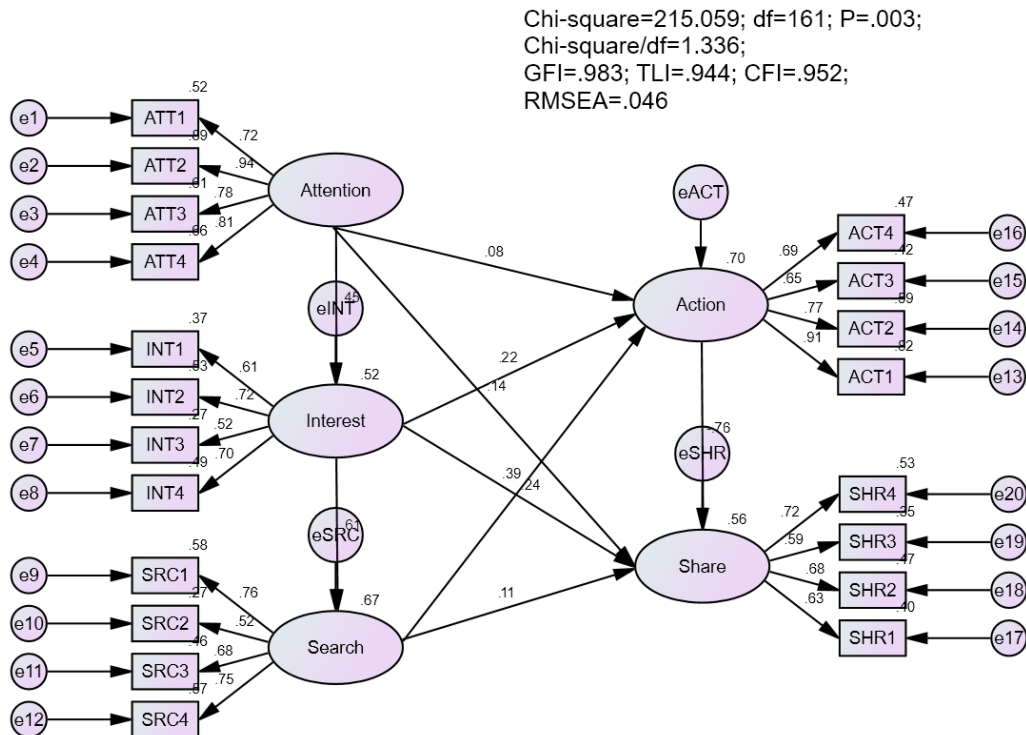 Chi-square=215.059; df=161; P=.003;
Chi-square/df=1.336;
GFI=.983; TLI=.944; CFI=.952;
RMSEA=.046
.52
e1 ATT1 .72
.89
e2 ATT2 .94
.61
e3 ATT3 .78
.66
e4 ATT4 .81
Attention
eACT
.47
ACT4 e16
.69
.42
ACT3 e15
.65
.59
ACT2 e14
.77
.82
ACT1 e13
.91
.70
Action
.08
eINT .45
.37
e5 INT1 .61
.53
e6 INT2 .72
.27
e7 INT3 .52
.49
e8 INT4 .70
.52
Interest
.22
.14
.39
.24
eSHR .76
eSRC .61
.58
e9 SRC1 .76
.27
e10 SRC2 .52
.46
e11 SRC3 .68
.57
e12 SRC4 .75
.67
Search
.11
.56
Share
.53
.72 SHR4 e20
.35
.59 SHR3 e19
.47
.68 SHR2 e18
.40
.63 SHR1 e17